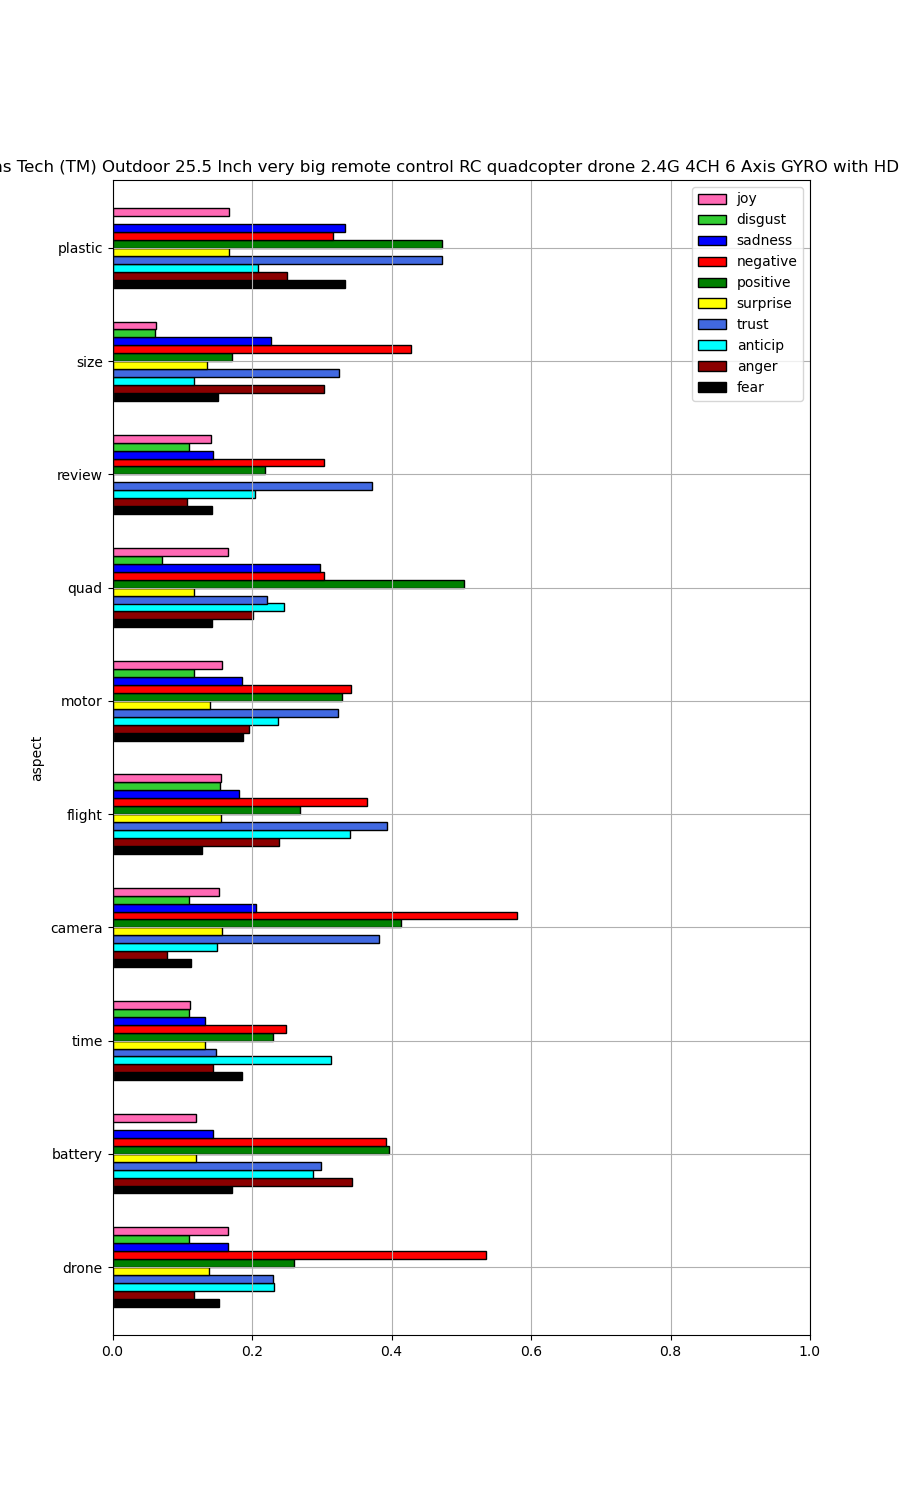 s Tech (TM) Outdoor 25.5 Inch very big remote control RC quadcopter drone 2.4G 4CH 6 Axis GYRO with HD
joy
disgust
sadness
negative
positive
surprise
trust
anticip
anger
fear
plastic
size
review
quad
motor
flight
camera
time
battery
drone
aspect
0.0 0.2 0.4 0.6 0.8 1.0